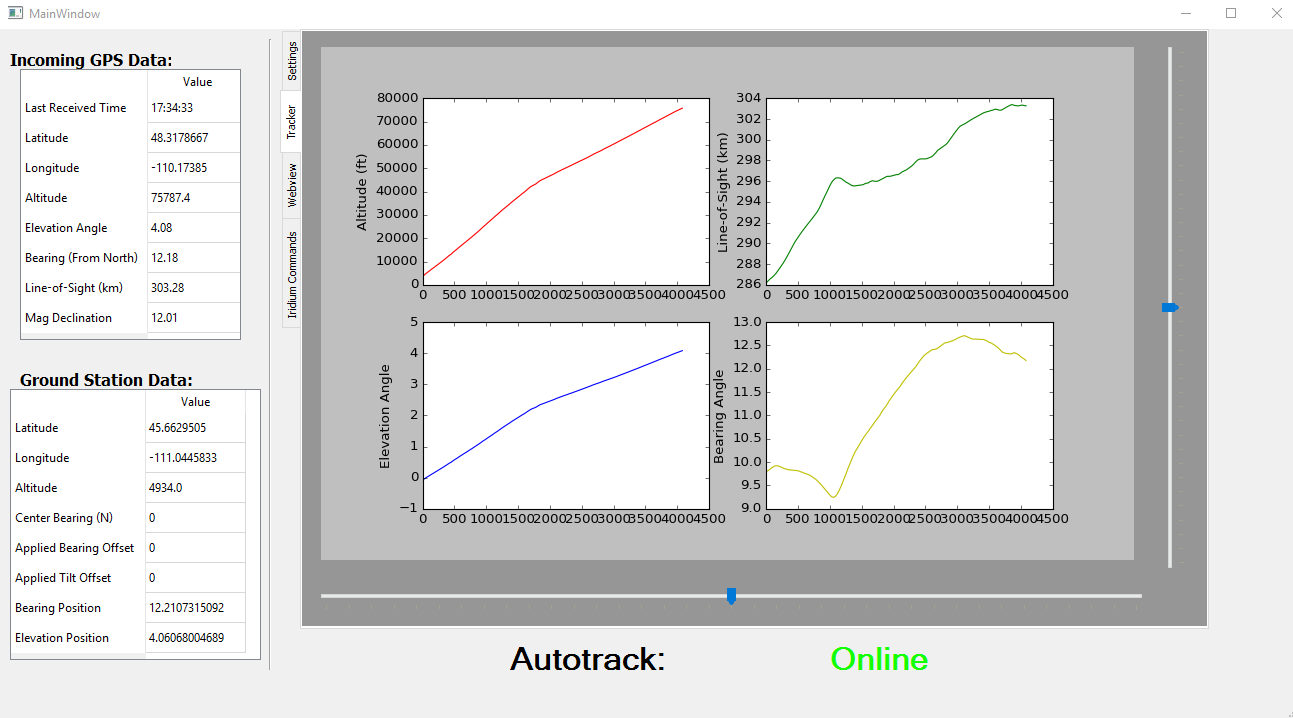 MainWindow
Incoming GPS Data:
Value
Last Received Time 17:34:33
Latitude 48.3178667
Longitude -110.17385
Altitude 75787.4
Elevation Angle 4.08
Bearing (From North) 12.18
Line-of-Sight (km) 303.28
Mag Declination 12.01
Ground Station Data:
Value
Latitude 45.6629505
Longitude -111.0445833
Altitude 4934.0
Center Bearing (N) 0
Applied Bearing Offset 0
Applied Tilt Offset 0
Bearing Position 12.2107315092
Elevation Position 4.06068004689
Settings
Tracker
Webview
Iridium Commands
Altitude (ft)
80000
70000
60000
50000
40000
30000
20000
10000
0
0 500 1000 1500 2000 2500 3000 3500 4000 4500
Line-of-Sight (km)
304
302
300
298
296
294
292
290
288
286
0 500 1000 1500 2000 2500 3000 3500 4000 4500
Elevation Angle
5
4
3
2
1
0
−1
0 500 1000 1500 2000 2500 3000 3500 4000 4500
Bearing Angle
13.0
12.5
12.0
11.5
11.0
10.5
10.0
9.5
9.0
0 500 1000 1500 2000 2500 3000 3500 4000 4500
Autotrack: Online